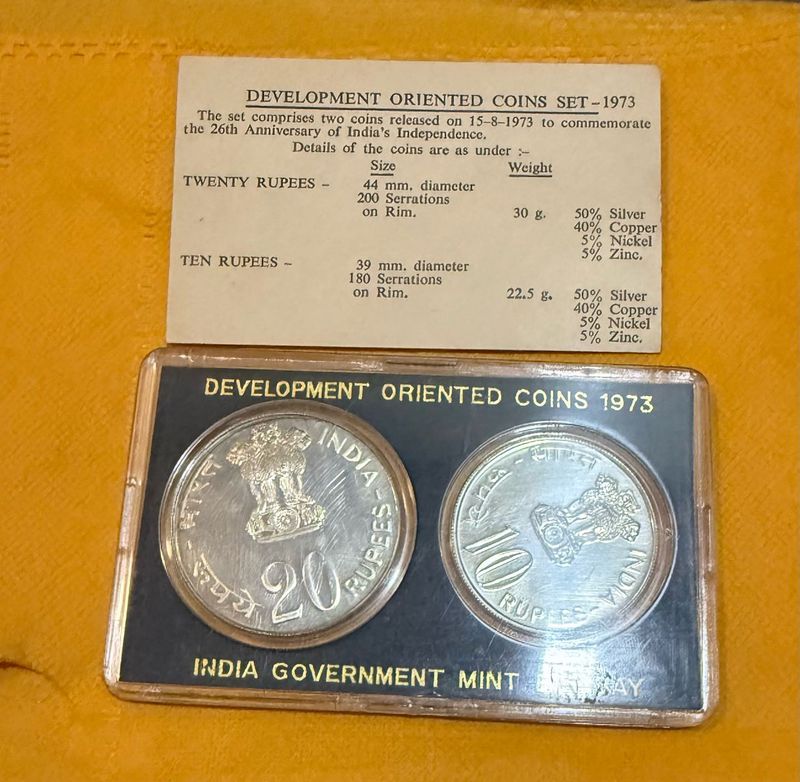 DEVELOPMENT ORIENTED COINS SET – 1973
The set comprises two coins released on 15–8–1973 to commemorate
the 26th Anniversary of India's Independence.
Details of the coins are as under :–
Size Weight
TWENTY RUPEES – 44 mm. diameter
200 Serrations
on Rim. 30 g. 50% Silver
40% Copper
5% Nickel
5% Zinc.
TEN RUPEES – 39 mm. diameter
180 Serrations
on Rim. 22.5 g. 50% Silver
40% Copper
5% Nickel
5% Zinc.
DEVELOPMENT ORIENTED COINS 1973
भारत INDIA
रूपये 20 RUPEES
भारत INDIA
10 RUPEES
INDIA GOVERNMENT MINT